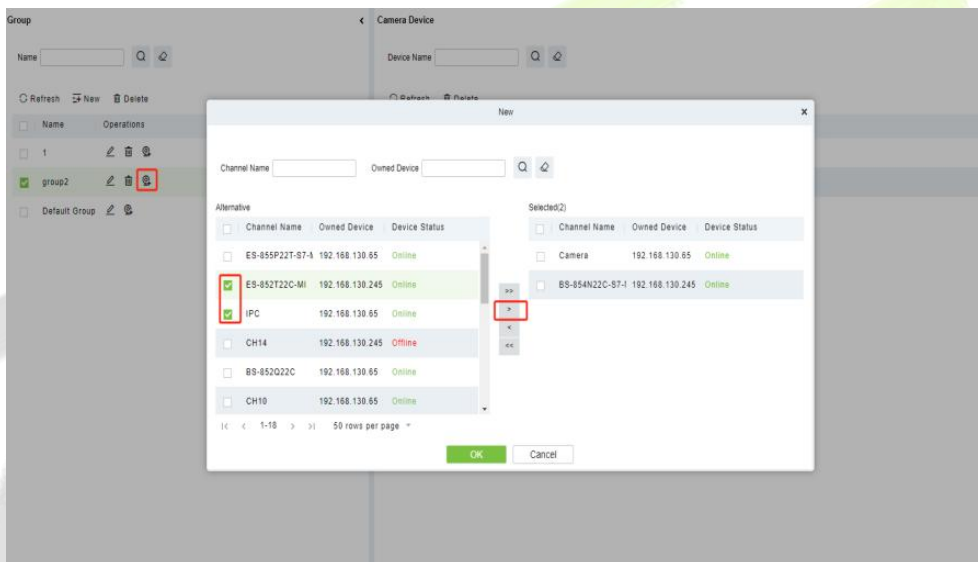 Group
Camera Device
Name
Device Name
Refresh New Delete
Refresh Delete
Name Operations
1
group2
Default Group
New
Channel Name Owned Device
Alternative
Channel Name Owned Device Device Status
ES-855P22T-S7-M 192.168.130.65 Online
ES-852T22C-MI 192.168.130.245 Online
IPC 192.168.130.65 Online
CH14 192.168.130.245 Offline
BS-852Q22C 192.168.130.65 Online
CH10 192.168.130.65 Online
1-18 50 rows per page
>>
>
<
<<
Selected(2)
Channel Name Owned Device Device Status
Camera 192.168.130.65 Online
BS-854N22C-S7-I 192.168.130.245 Online
OK Cancel